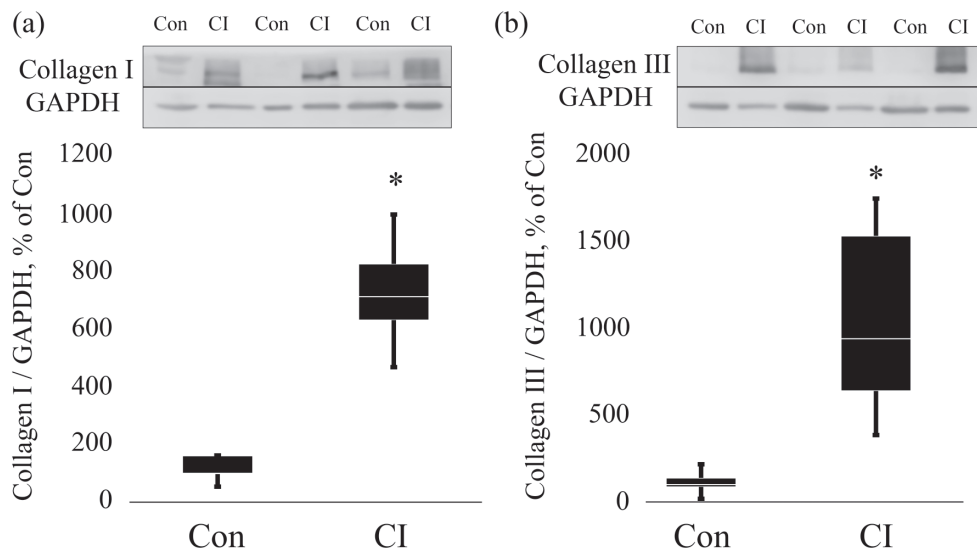 (a)
Con CI Con CI Con CI
Collagen I
GAPDH
Collagen I / GAPDH, % of Con
1200
1000
800
600
400
200
0
*
Con CI
(b)
Con CI Con CI Con CI
Collagen III
GAPDH
Collagen III / GAPDH, % of Con
2000
1500
1000
500
0
*
Con CI